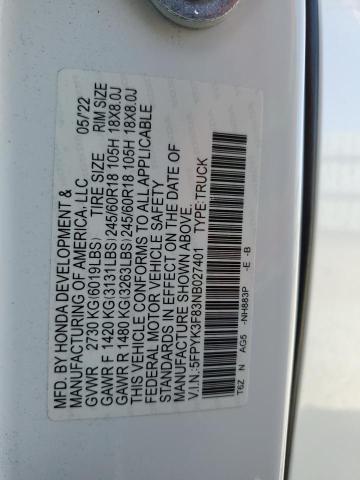 MFD. BY HONDA DEVELOPMENT & 05/22
MANUFACTURING OF AMERICA, LLC
GVWR 2730 KG(6019LBS) TIRE SIZE RIM SIZE
GAWR F 1420 KG(3131LBS) 245/60R18 105H 18X8.0J
GAWR R 1480 KG(3263LBS) 245/60R18 105H 18X8.0J
THIS VEHICLE CONFORMS TO ALL APPLICABLE
STANDARDS IN EFFECT ON THE
FEDERAL MOTOR VEHICLE SAFETY
DATE OF MANUFACTURE SHOWN ABOVE.
V.I.N.:5FPYK3F83NB027401 TYPE:TRUCK
T6Z N AG5 -NH883P -E -B